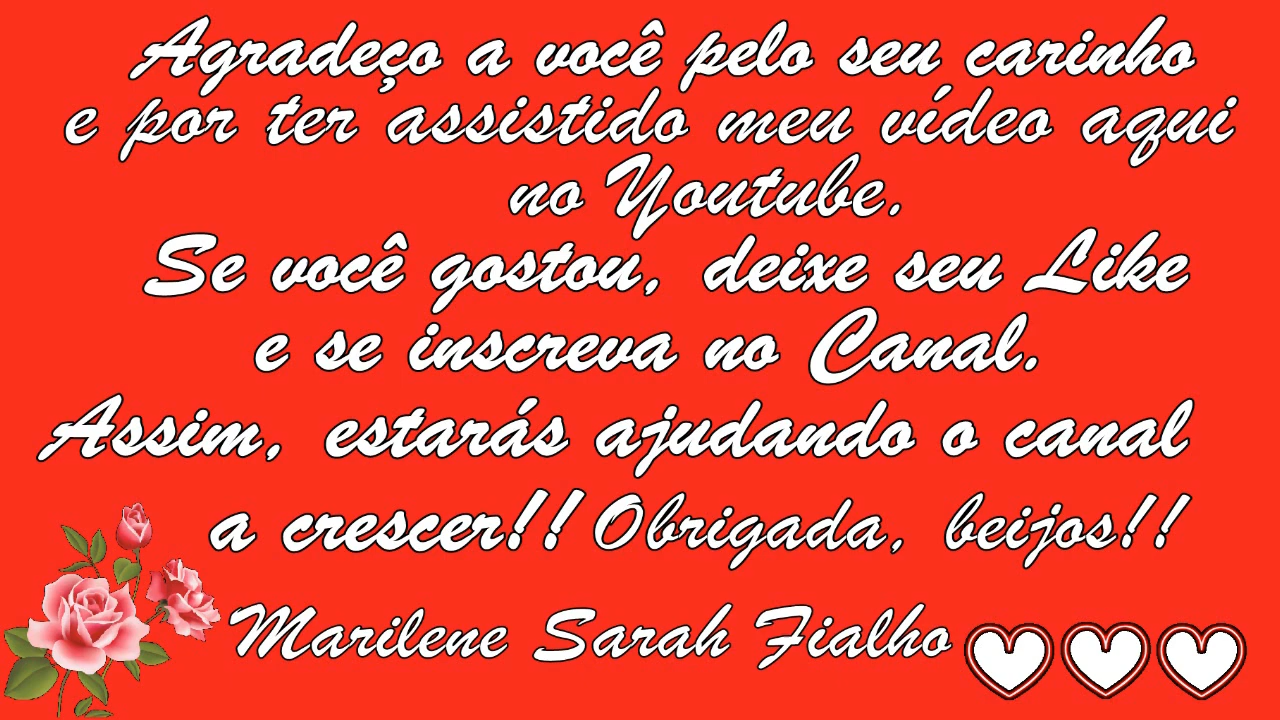 Agradeço a você pelo seu carinho
e por ter assistido meu vídeo aqui
no Youtube.
Se você gostou, deixe seu Like
e se inscreva no Canal.
Assim, estarás ajudando o canal
a crescer!! Obrigada, beijos!!
Marilene Sarah Fialho